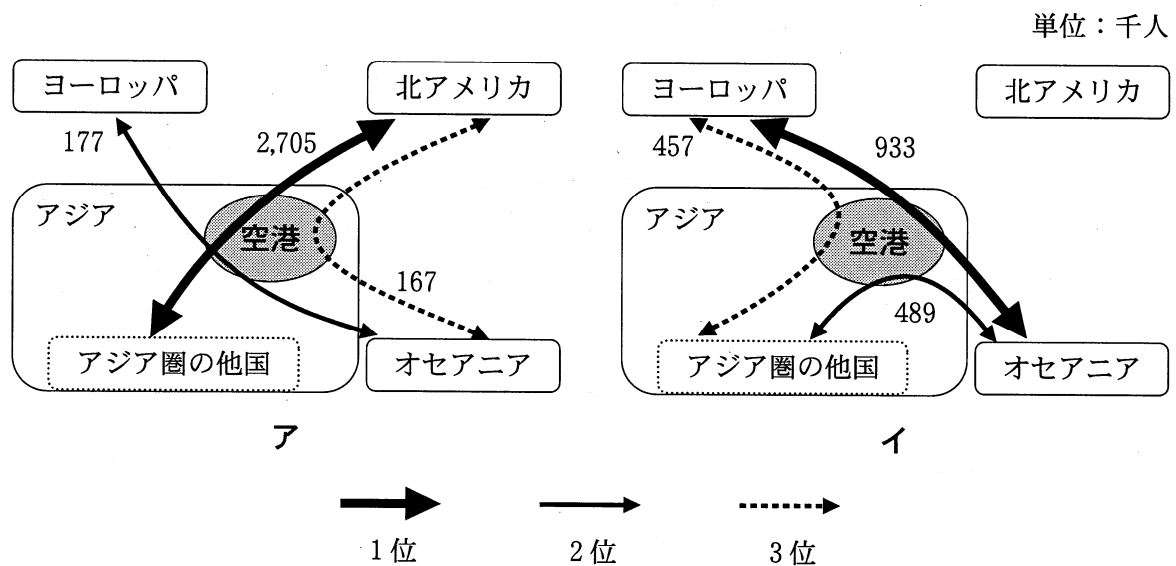 単位：千人
ヨーロッパ
北アメリカ
177
2,705
アジア
空港
167
アジア圏の他国
オセアニア
ア
ヨーロッパ
北アメリカ
457
933
アジア
空港
489
アジア圏の他国
オセアニア
イ
1位
2位
3位